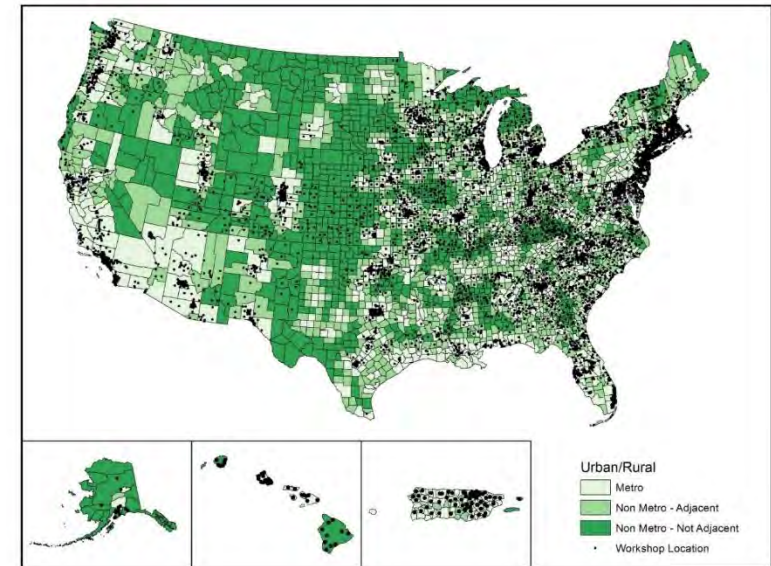 Urban/Rural
Metro
Non Metro - Adjacent
Non Metro - Not Adjacent
Workshop Location